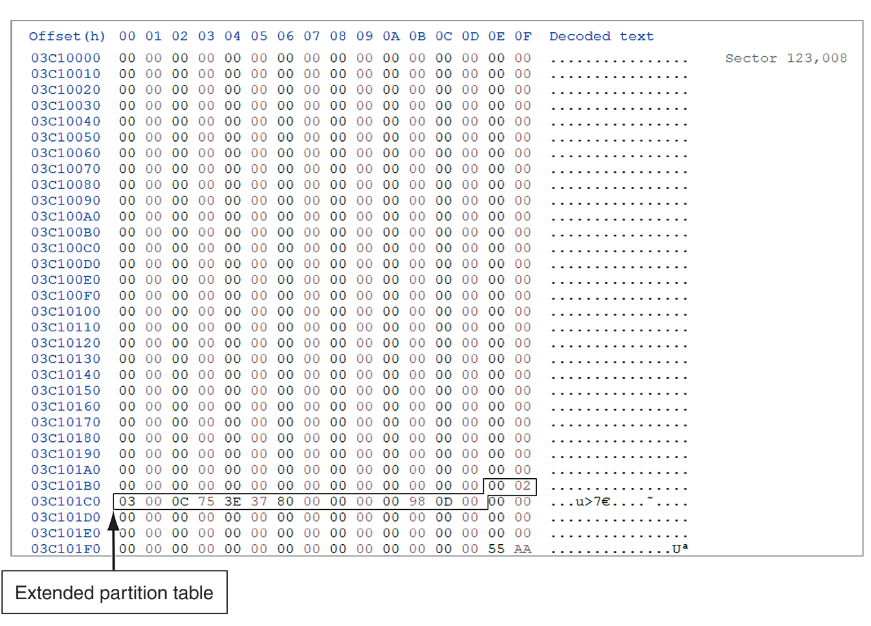 Offset(h) 00 01 02 03 04 05 06 07 08 09 0A 0B 0C 0D 0E 0F Decoded text
03C10000 00 00 00 00 00 00 00 00 00 00 00 00 00 00 00 00 ................ Sector 123,008
03C10010 00 00 00 00 00 00 00 00 00 00 00 00 00 00 00 00 ................
03C10020 00 00 00 00 00 00 00 00 00 00 00 00 00 00 00 00 ................
03C10030 00 00 00 00 00 00 00 00 00 00 00 00 00 00 00 00 ................
03C10040 00 00 00 00 00 00 00 00 00 00 00 00 00 00 00 00 ................
03C10050 00 00 00 00 00 00 00 00 00 00 00 00 00 00 00 00 ................
03C10060 00 00 00 00 00 00 00 00 00 00 00 00 00 00 00 00 ................
03C10070 00 00 00 00 00 00 00 00 00 00 00 00 00 00 00 00 ................
03C10080 00 00 00 00 00 00 00 00 00 00 00 00 00 00 00 00 ................
03C10090 00 00 00 00 00 00 00 00 00 00 00 00 00 00 00 00 ................
03C100A0 00 00 00 00 00 00 00 00 00 00 00 00 00 00 00 00 ................
03C100B0 00 00 00 00 00 00 00 00 00 00 00 00 00 00 00 00 ................
03C100C0 00 00 00 00 00 00 00 00 00 00 00 00 00 00 00 00 ................
03C100D0 00 00 00 00 00 00 00 00 00 00 00 00 00 00 00 00 ................
03C100E0 00 00 00 00 00 00 00 00 00 00 00 00 00 00 00 00 ................
03C100F0 00 00 00 00 00 00 00 00 00 00 00 00 00 00 00 00 ................
03C10100 00 00 00 00 00 00 00 00 00 00 00 00 00 00 00 00 ................
03C10110 00 00 00 00 00 00 00 00 00 00 00 00 00 00 00 00 ................
03C10120 00 00 00 00 00 00 00 00 00 00 00 00 00 00 00 00 ................
03C10130 00 00 00 00 00 00 00 00 00 00 00 00 00 00 00 00 ................
03C10140 00 00 00 00 00 00 00 00 00 00 00 00 00 00 00 00 ................
03C10150 00 00 00 00 00 00 00 00 00 00 00 00 00 00 00 00 ................
03C10160 00 00 00 00 00 00 00 00 00 00 00 00 00 00 00 00 ................
03C10170 00 00 00 00 00 00 00 00 00 00 00 00 00 00 00 00 ................
03C10180 00 00 00 00 00 00 00 00 00 00 00 00 00 00 00 00 ................
03C10190 00 00 00 00 00 00 00 00 00 00 00 00 00 00 00 00 ................
03C101A0 00 00 00 00 00 00 00 00 00 00 00 00 00 00 00 00 ................
03C101B0 00 00 00 00 00 00 00 00 00 00 00 00 00 00 00 02 ................
03C101C0 03 00 0C 75 3E 37 80 00 00 00 00 98 0D 00 00 00 ...u>7€....˜....
03C101D0 00 00 00 00 00 00 00 00 00 00 00 00 00 00 00 00 ................
03C101E0 00 00 00 00 00 00 00 00 00 00 00 00 00 00 00 00 ................
03C101F0 00 00 00 00 00 00 00 00 00 00 00 00 00 00 55 AA ..............Uª
Extended partition table